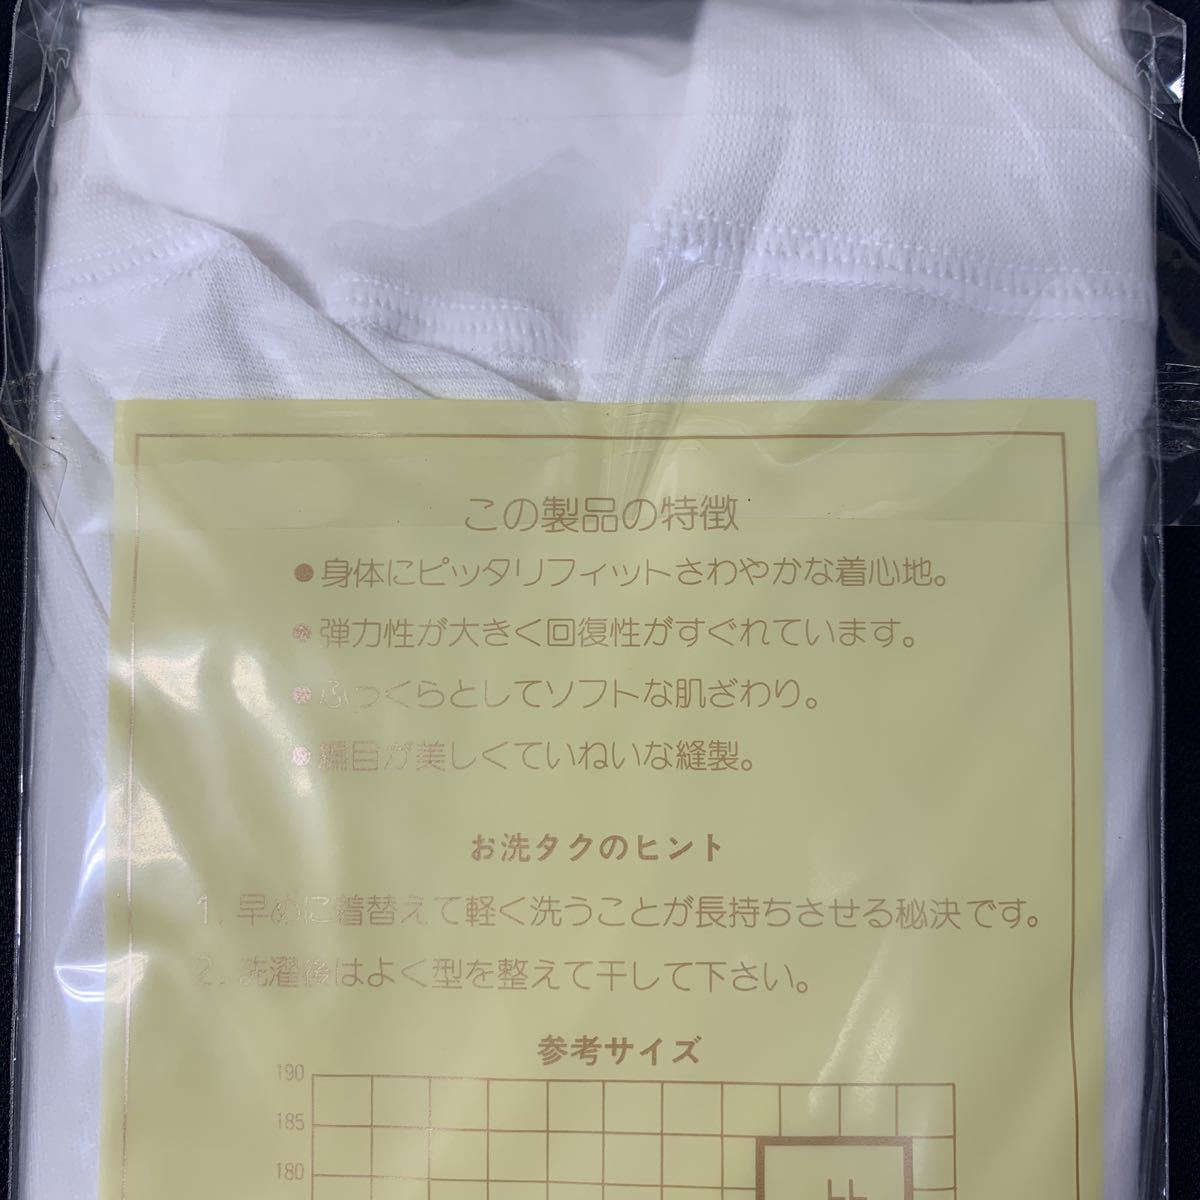 この製品の特徴
●身体にピッタリフィットさわやかな着心地。
●弾力性が大きく回復性がすぐれています。
●ふっくらとしてソフトな肌ざわり。
●編目が美しくていねいな縫製。
お洗タクのヒント
1. 早めに着替えて軽く洗うことが長持ちさせる秘決です。
2. 洗濯後はよく型を整えて干して下さい。
参考サイズ
190
185
180